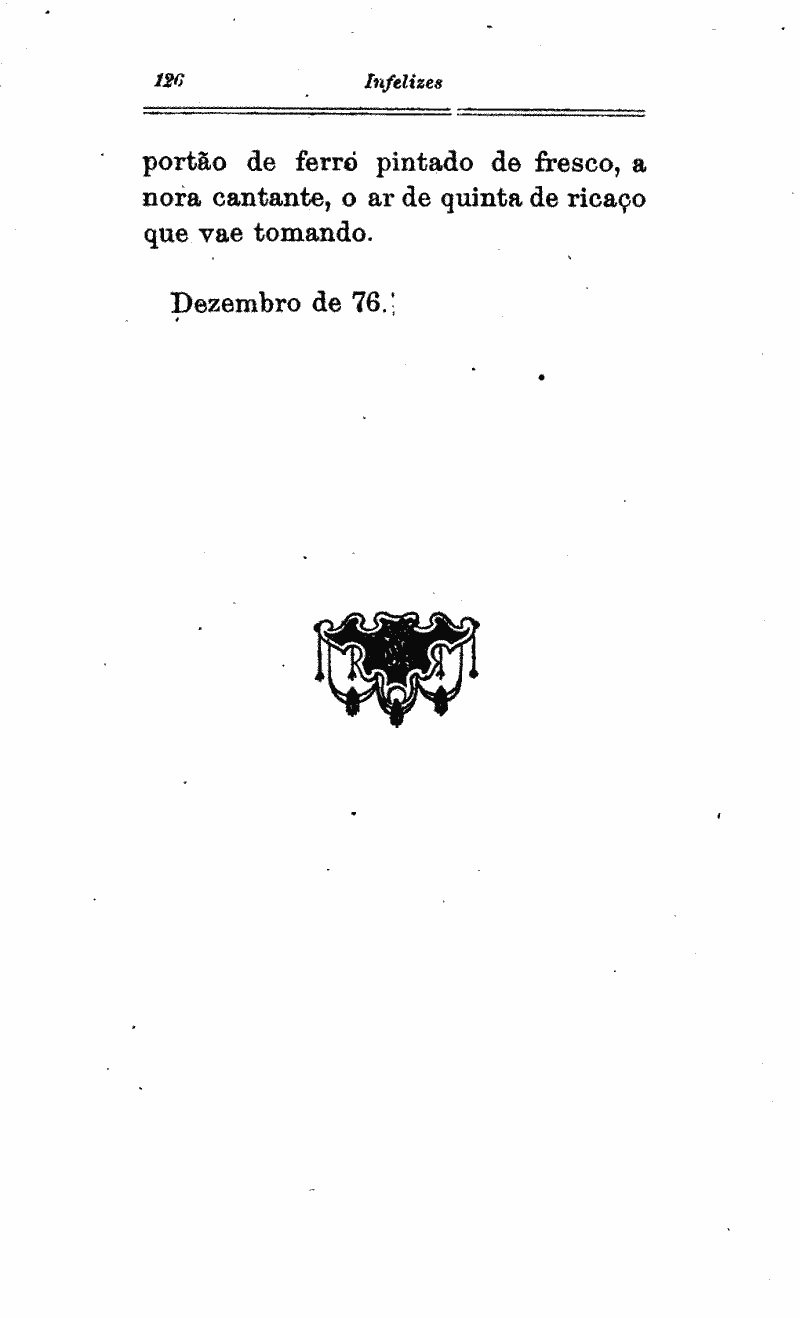 126 Infelizes
portão de ferro pintado de fresco, a
nora cantante, o ar de quinta de ricaço
que vae tomando.
Dezembro de 76.